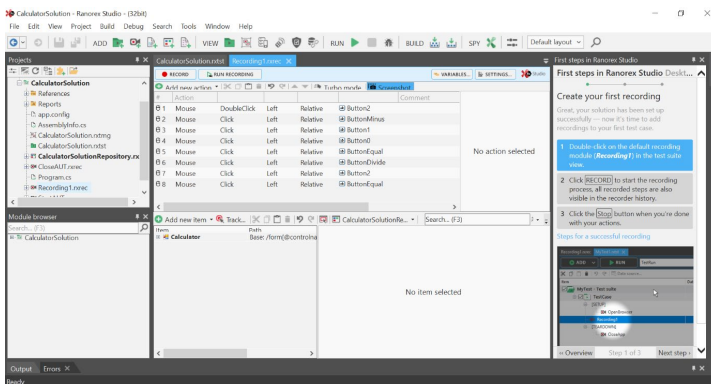 CalculatorSolution - Ranorex Studio - (32bit)
File Edit View Project Build Debug Search Tools Window Help
ADD VIEW RUN BUILD SPY Default layout
Projects
CalculatorSolution
References
Reports
app.config
AssemblyInfo.cs
CalculatorSolution.rxtmg
CalculatorSolution.rxtst
CalculatorSolutionRepository.rx
CloseAUT.rxrec
Program.cs
Recording1.rxrec
Module browser
Search... (F3)
CalculatorSolution
CalculatorSolution.rxtst Recording1.rxrec
RECORD RUN RECORDING VARIABLES... SETTINGS... Studio
Add new action Turbo mode Screenshot
# Action Comment
1 Mouse DoubleClick Left Relative Button2
2 Mouse Click Left Relative ButtonMinus
3 Mouse Click Left Relative Button1
4 Mouse Click Left Relative Button0
5 Mouse Click Left Relative ButtonEqual
6 Mouse Click Left Relative ButtonDivide
7 Mouse Click Left Relative Button2
8 Mouse Click Left Relative ButtonEqual
No action selected
Add new item Track... CalculatorSolutionRe... Search... (F3)
Item Path
Calculator Base: /form[@controlna
No item selected
First steps in Ranorex Studio
First steps in Ranorex Studio Deskt...
Create your first recording
Great, your solution has been set up
successfully — now it's time to add
recordings to your first test case.
1 Double-click on the default recording
module (Recording1) in the test suite
view.
2 Click RECORD to start the recording
process, all recorded steps are also
visible in the recorder history.
3 Click the Stop button when you're done
with your actions.
Steps for a successful recording
ADD RUN TestRun
Item
MyTest - Test suite
TestCase
[SETUP]
OpenBrowser
Recording1
[TEARDOWN]
« Overview Step 1 of 3 Next step ›
Output Errors
Ready